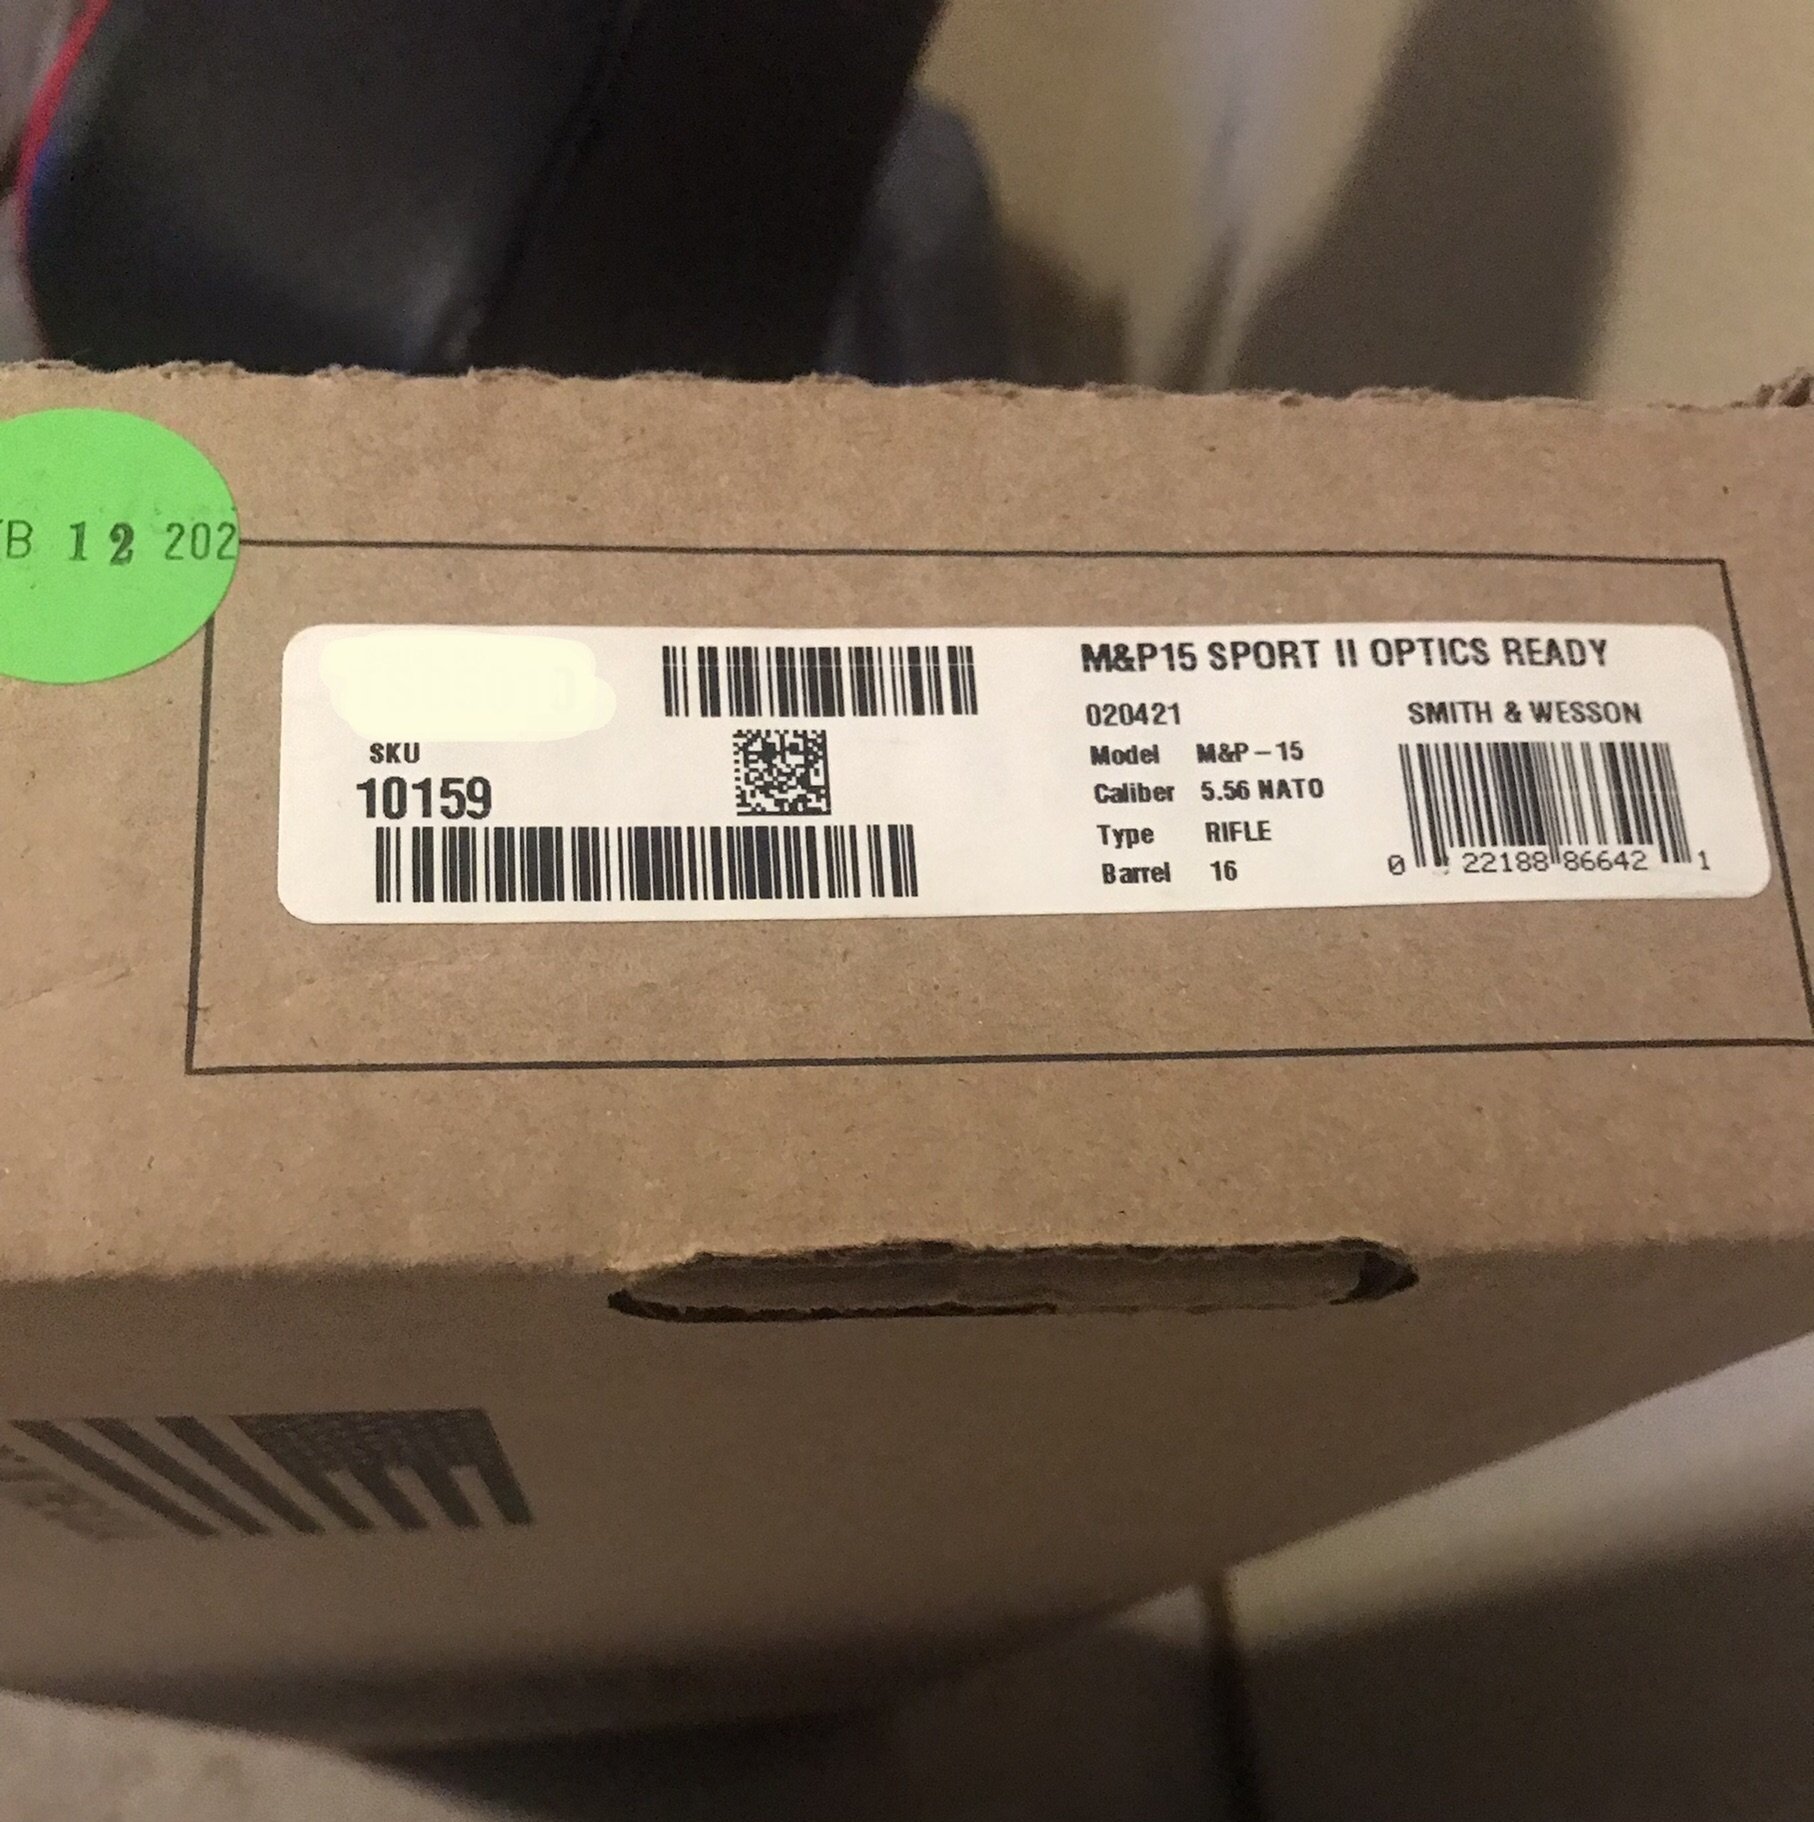 B 12 202
M&P15 SPORT II OPTICS READY
020421
SMITH & WESSON
SKU
10159
Model M&P-15
Caliber 5.56 NATO
Type RIFLE
Barrel 16
0 22188 86642 1